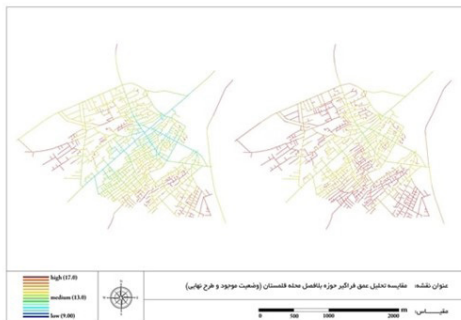 عنوان نقشه: مقایسه تحلیل عمق فراگیر حوزه بلافصل محله قلمستان (وضعیت موجود و طرح نهایی)
high (17.0)
medium (13.0)
low (9.00)
مقیاس:
0 500 1000 2000 m